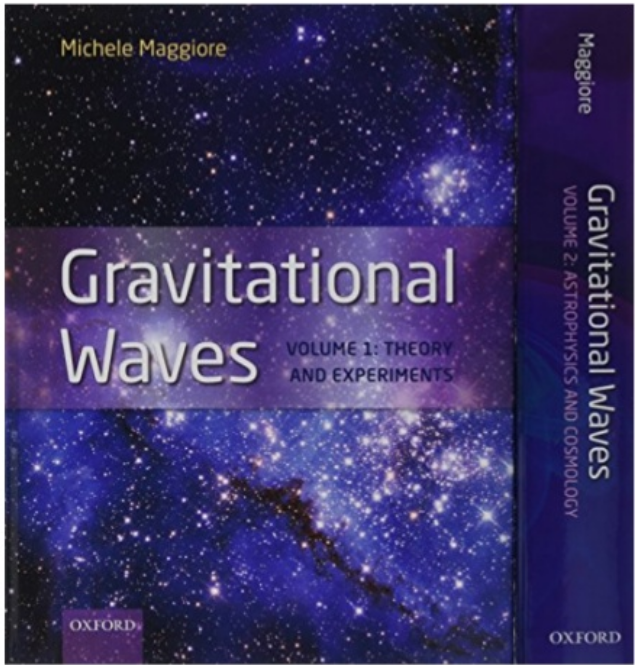 Michele Maggiore
Gravitational
Waves
VOLUME 1: THEORY
AND EXPERIMENTS
OXFORD
Maggiore
Gravitational Waves
VOLUME 2: ASTROPHYSICS AND COSMOLOGY
OXFORD